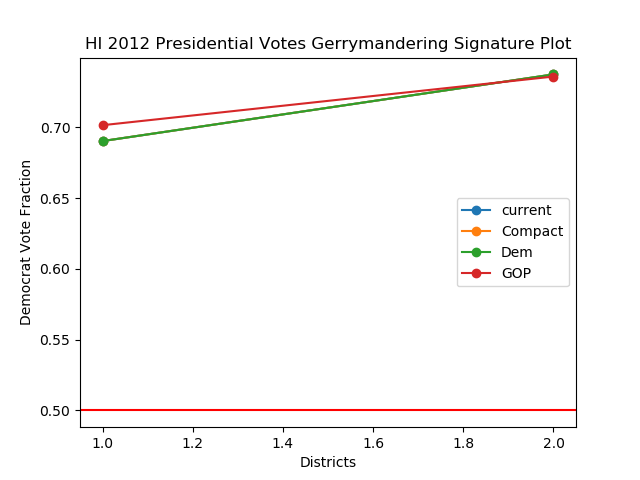 HI 2012 Presidential Votes Gerrymandering Signature Plot
Democrat Vote Fraction
0.70
0.65
0.60
0.55
0.50
current
Compact
Dem
GOP
1.0 1.2 1.4 1.6 1.8 2.0
Districts